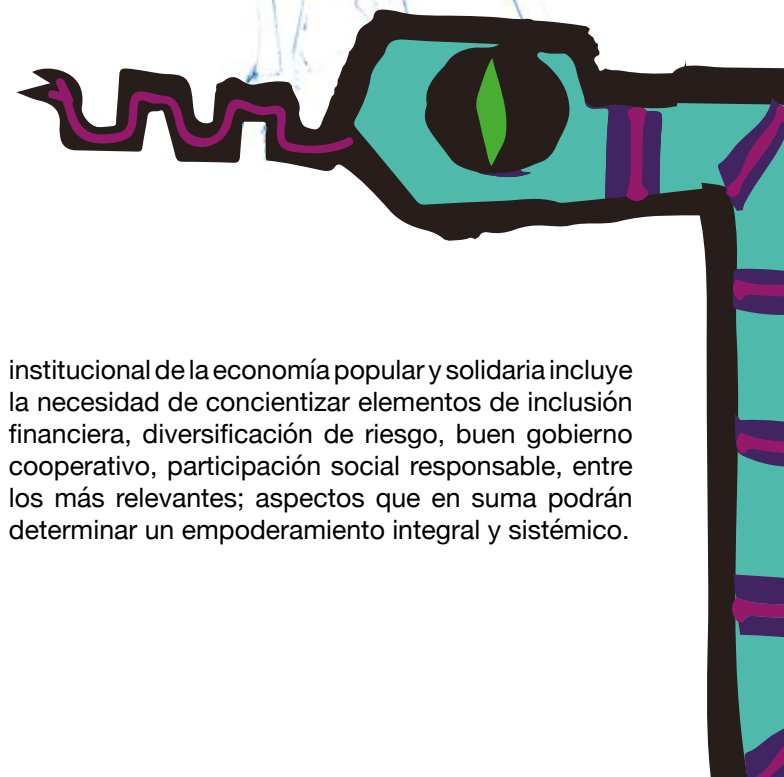 institucional de la economía popular y solidaria incluye
la necesidad de concientizar elementos de inclusión
financiera, diversificación de riesgo, buen gobierno
cooperativo, participación social responsable, entre
los más relevantes; aspectos que en suma podrán
determinar un empoderamiento integral y sistémico.